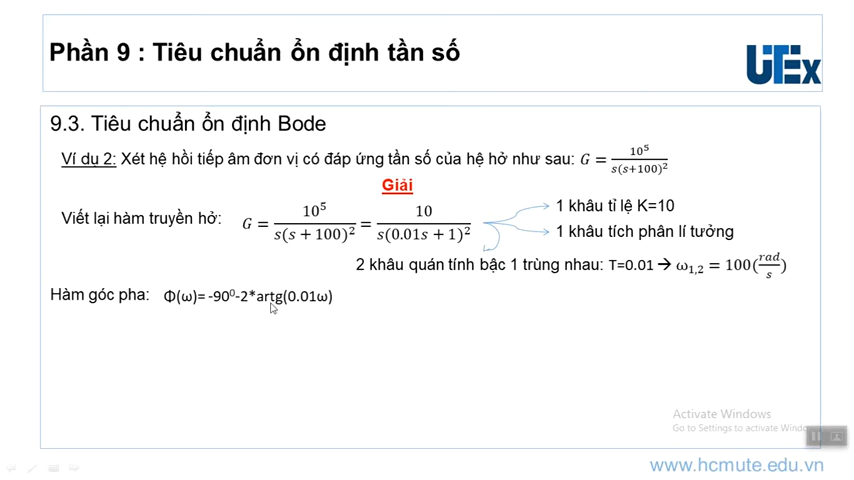 Phần 9 : Tiêu chuẩn ổn định tần số
UTEx
9.3. Tiêu chuẩn ổn định Bode
Ví dụ 2: Xét hệ hồi tiếp âm đơn vị có đáp ứng tần số của hệ hở như sau: G = 10⁵ / s(s+100)²
Giải
Viết lại hàm truyền hở: G = 10⁵ / s(s + 100)² = 10 / s(0.01s + 1)²
1 khâu tỉ lệ K=10
1 khâu tích phân lí tưởng
2 khâu quán tính bậc 1 trùng nhau: T=0.01 → ω₁,₂ = 100(rad/s)
Hàm góc pha: Φ(ω)= -90⁰-2*artg(0.01ω)
Activate Windows
Go to Settings to activate Windo
www.hcmute.edu.vn